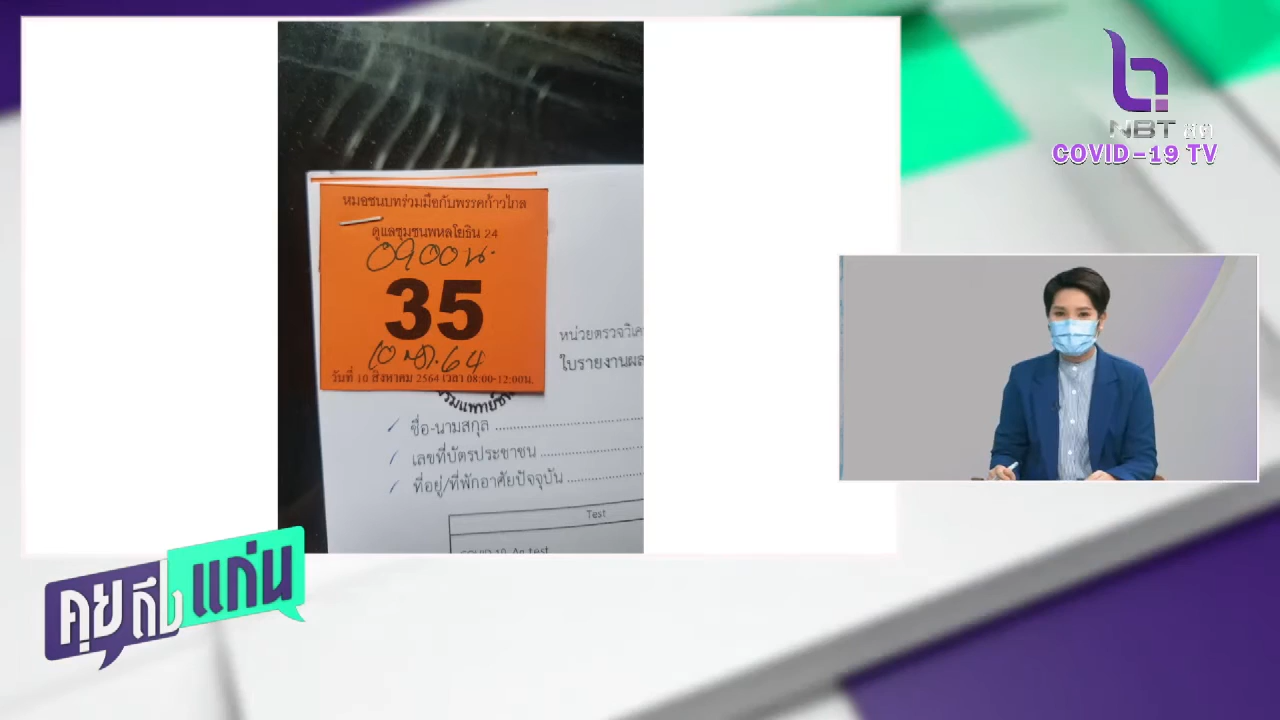 NBT สด
COVID-19 TV
หมอชนบทร่วมมือกับพรรคก้าวไกล
ดูแลชุมชนพหลโยธิน 24
09.00 น.
35
10 สค. 64
วันที่ 10 สิงหาคม 2564 เวลา 08:00-12:00น.
หน่วยตรวจวิเค
ใบรายงานผล
ชื่อ-นามสกุล
เลขที่บัตรประชาชน
ที่อยู่/ที่พักอาศัยปัจจุบัน
Test
COVID-19 Ag test
คุยถึงแก่น